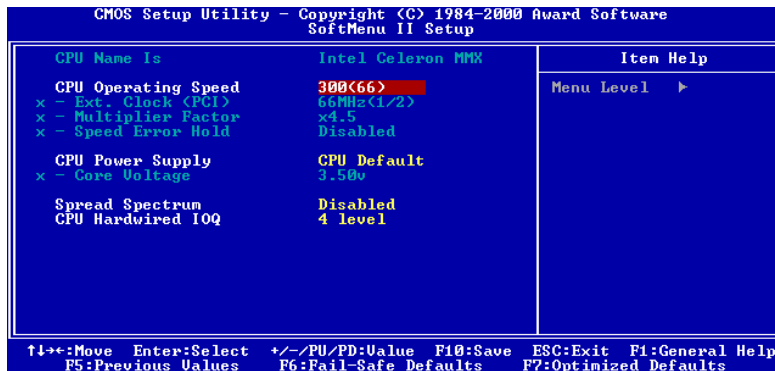 CMOS Setup Utility – Copyright (C) 1984-2000 Award Software
SoftMenu II Setup
CPU Name Is Intel Celeron MMX
CPU Operating Speed 300(66)
x - Ext. Clock (PCI) 66MHz(1/2)
x - Multiplier Factor x4.5
x - Speed Error Hold Disabled
CPU Power Supply CPU Default
x - Core Voltage 3.50v
Spread Spectrum Disabled
CPU Hardwired IOQ 4 level
Item Help
Menu Level ►
↑↓→←:Move Enter:Select +/-/PU/PD:Value F10:Save ESC:Exit F1:General Help
F5:Previous Values F6:Fail-Safe Defaults F7:Optimized Defaults